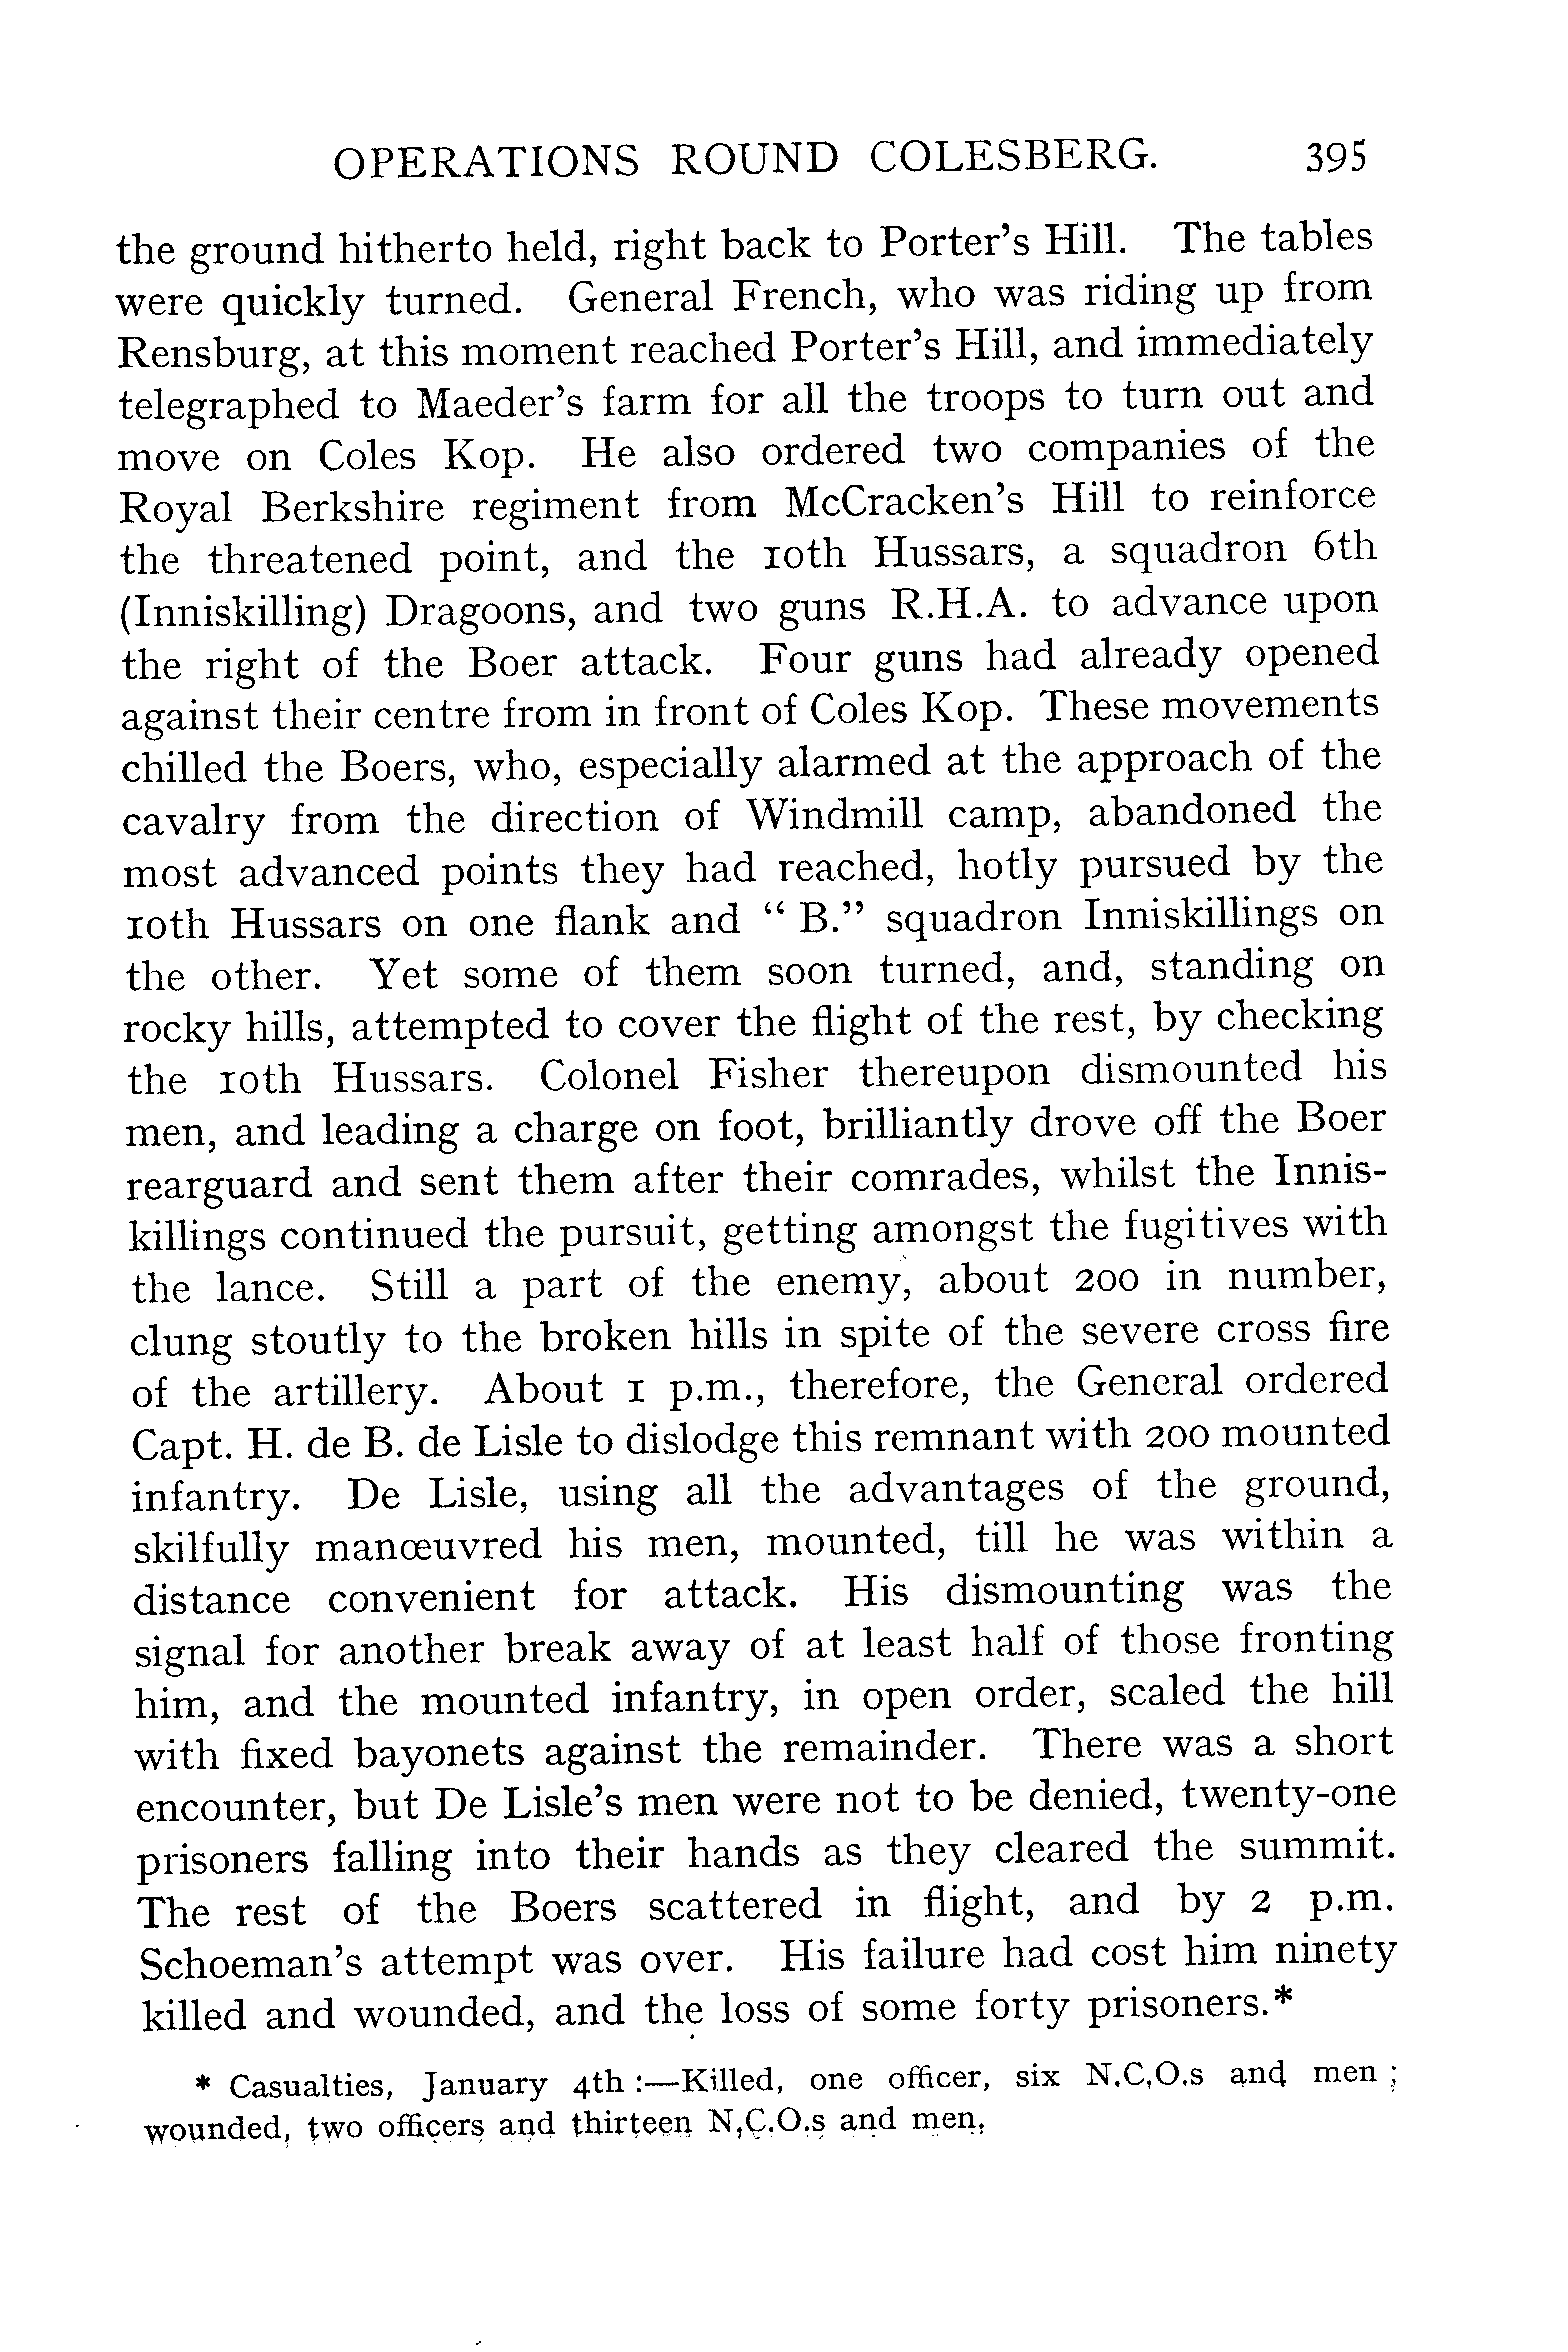 OPERATIONS ROUND COLESBERG. 395
the ground hitherto held, right back to Porter's Hill. The tables
were quickly turned. General French, who was riding up from
Rensburg, at this moment reached Porter's Hill, and immediately
telegraphed to Maeder's farm for all the troops to turn out and
move on Coles Kop. He also ordered two companies of the
Royal Berkshire regiment from McCracken's Hill to reinforce
the threatened point, and the 10th Hussars, a squadron 6th
(Inniskilling) Dragoons, and two guns R.H.A. to advance upon
the right of the Boer attack. Four guns had already opened
against their centre from in front of Coles Kop. These movements
chilled the Boers, who, especially alarmed at the approach of the
cavalry from the direction of Windmill camp, abandoned the
most advanced points they had reached, hotly pursued by the
10th Hussars on one flank and " B." squadron Inniskillings on
the other. Yet some of them soon turned, and, standing on
rocky hills, attempted to cover the flight of the rest, by checking
the 10th Hussars. Colonel Fisher thereupon dismounted his
men, and leading a charge on foot, brilliantly drove off the Boer
rearguard and sent them after their comrades, whilst the Innis-
killings continued the pursuit, getting amongst the fugitives with
the lance. Still a part of the enemy, about 200 in number,
clung stoutly to the broken hills in spite of the severe cross fire
of the artillery. About 1 p.m., therefore, the General ordered
Capt. H. de B. de Lisle to dislodge this remnant with 200 mounted
infantry. De Lisle, using all the advantages of the ground,
skilfully manœuvred his men, mounted, till he was within a
distance convenient for attack. His dismounting was the
signal for another break away of at least half of those fronting
him, and the mounted infantry, in open order, scaled the hill
with fixed bayonets against the remainder. There was a short
encounter, but De Lisle's men were not to be denied, twenty-one
prisoners falling into their hands as they cleared the summit.
The rest of the Boers scattered in flight, and by 2 p.m.
Schoeman's attempt was over. His failure had cost him ninety
killed and wounded, and the loss of some forty prisoners.*
* Casualties, January 4th :—Killed, one officer, six N.C.O.s and men ;
wounded, two officers and thirteen N.C.O.s and men.